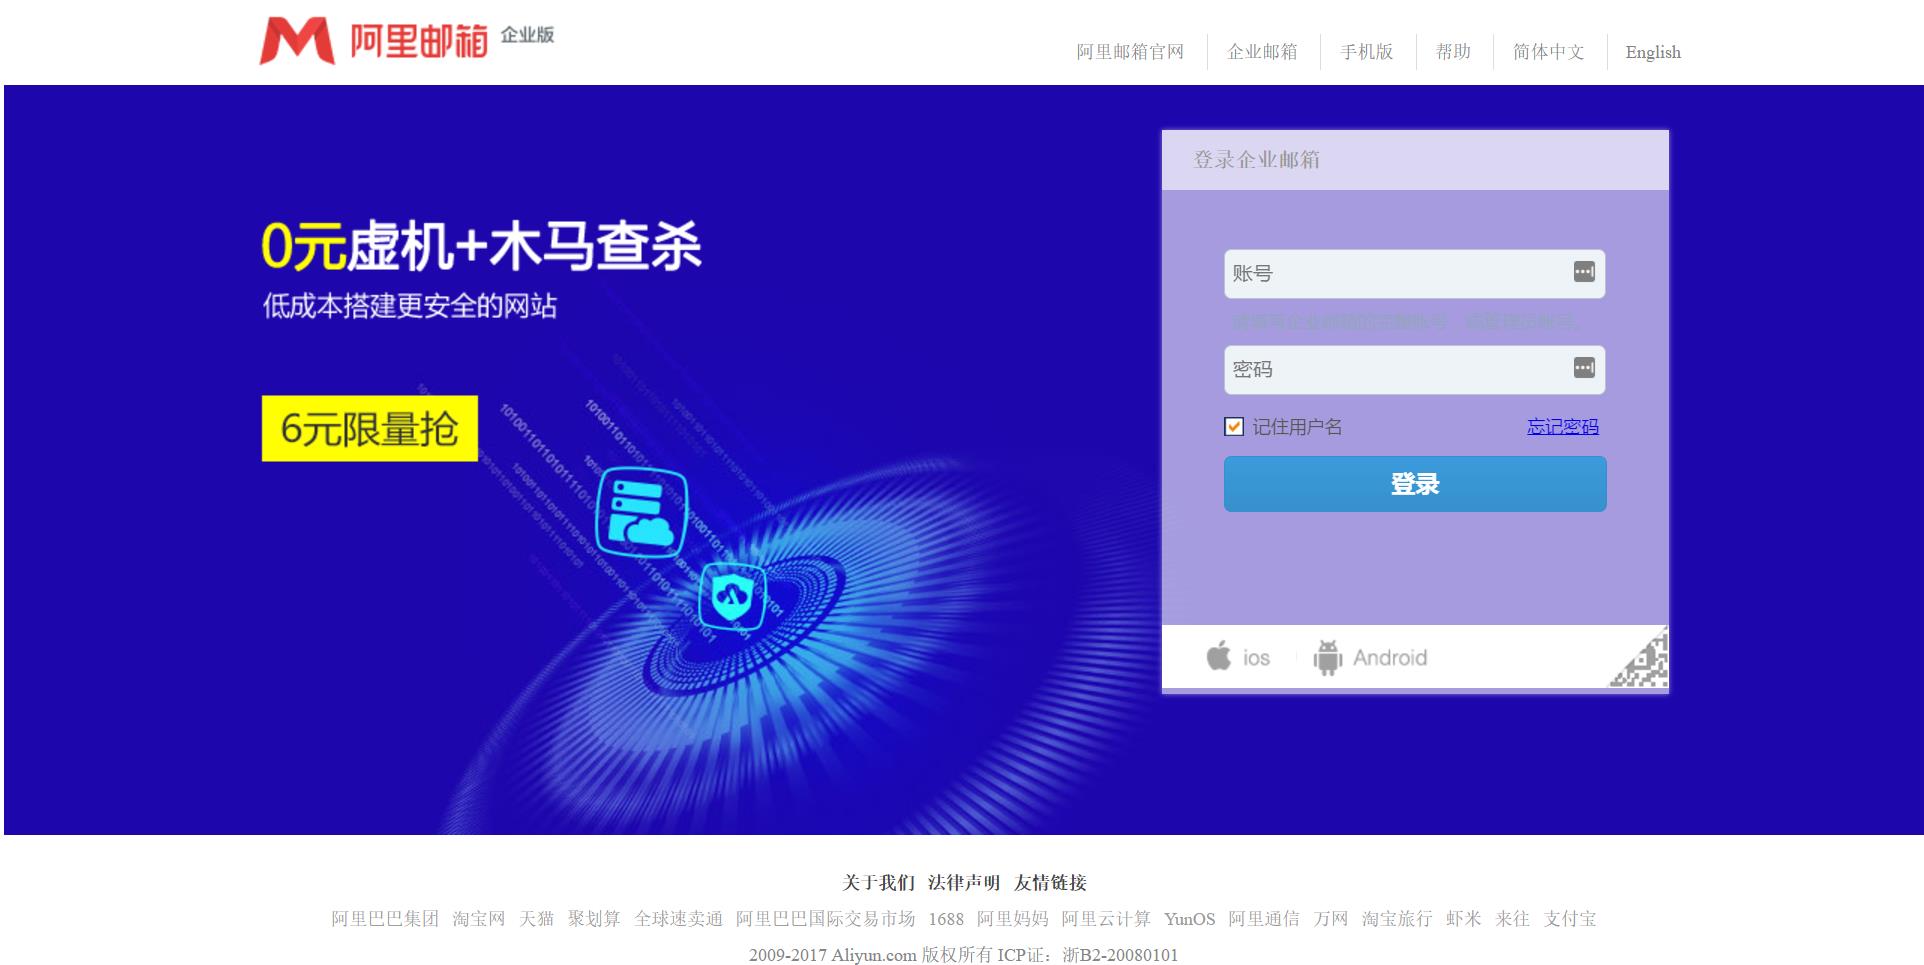 阿里邮箱 企业版
阿里邮箱官网 企业邮箱 手机版 帮助 简体中文 English
登录企业邮箱
0元虚机+木马查杀
低成本搭建更安全的网站
6元限量抢
账号
密码
记住用户名 忘记密码
登录
ios Android
关于我们 法律声明 友情链接
阿里巴巴集团 淘宝网 天猫 聚划算 全球速卖通 阿里巴巴国际交易市场 1688 阿里妈妈 阿里云计算 YunOS 阿里通信 万网 淘宝旅行 虾米 来往 支付宝
2009-2017 Aliyun.com 版权所有 ICP证：浙B2-20080101